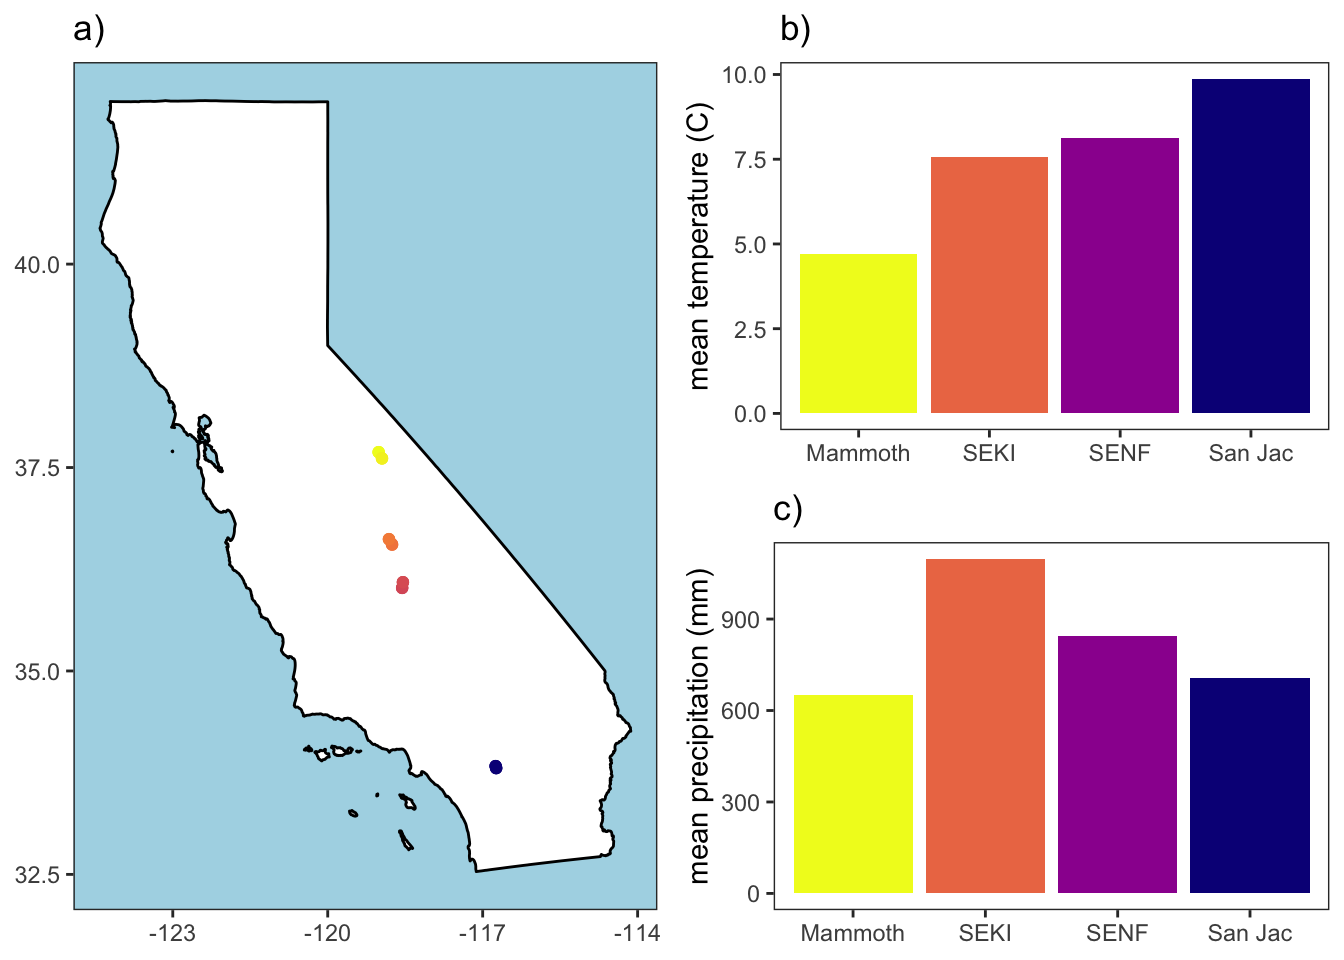 a)
40.0
37.5
35.0
32.5
-123
-120
-117
-114
b)
mean temperature (C)
10.0
7.5
5.0
2.5
0.0
Mammoth
SEKI
SENF
San Jac
c)
mean precipitation (mm)
900
600
300
0
Mammoth
SEKI
SENF
San Jac